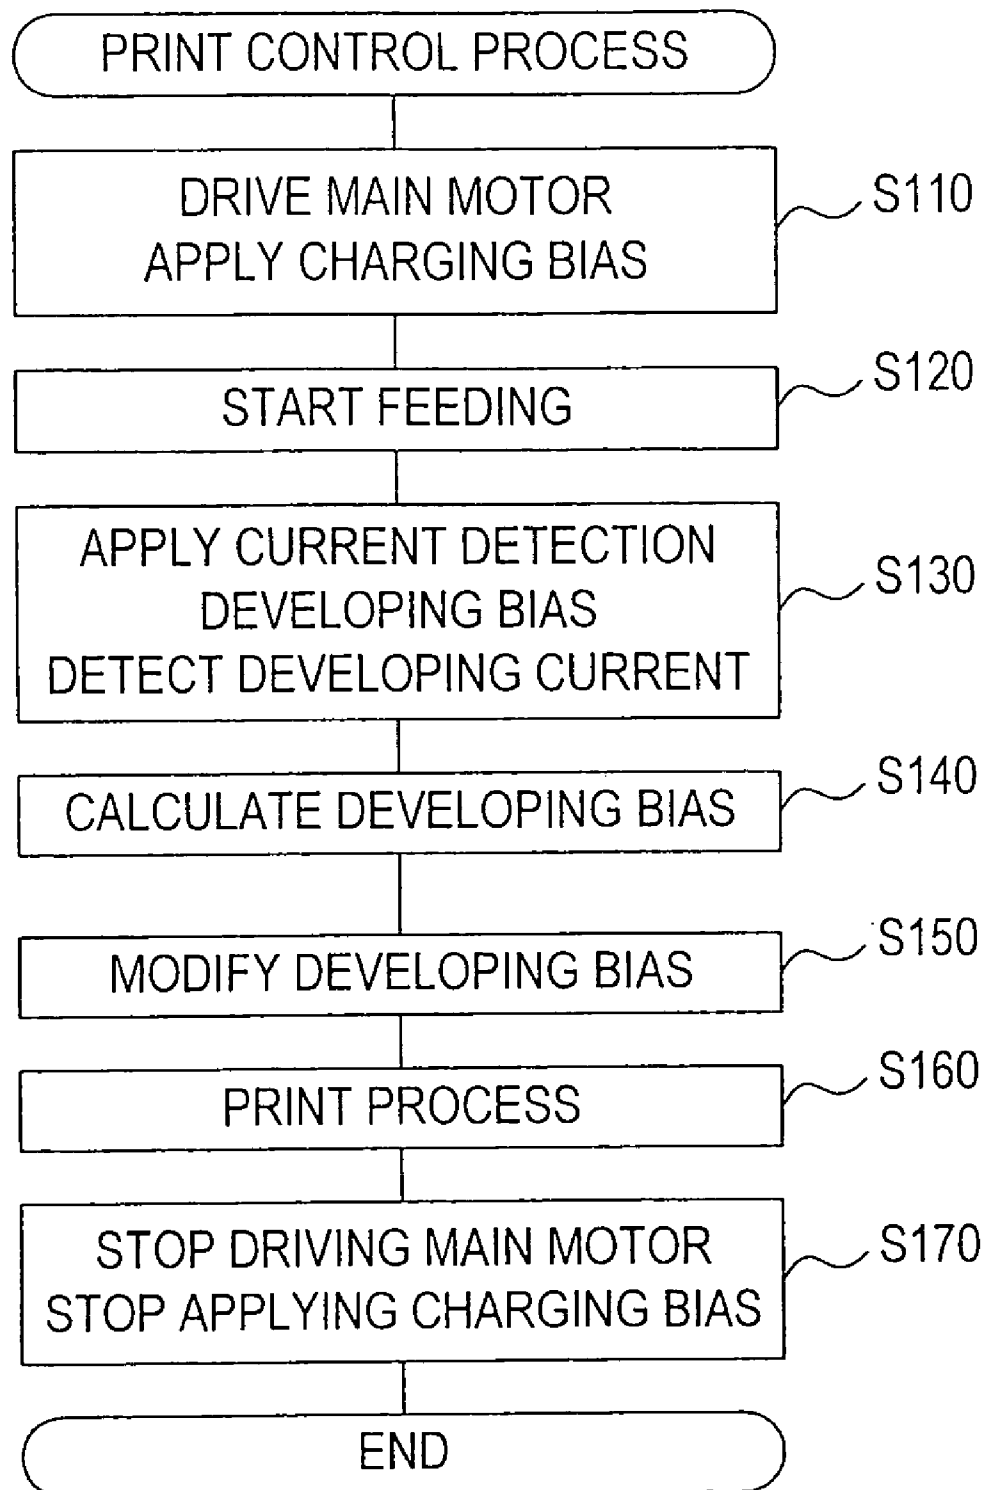 PRINT CONTROL PROCESS
DRIVE MAIN MOTOR
APPLY CHARGING BIAS
S110
START FEEDING
S120
APPLY CURRENT DETECTION
DEVELOPING BIAS
DETECT DEVELOPING CURRENT
S130
CALCULATE DEVELOPING BIAS
S140
MODIFY DEVELOPING BIAS
S150
PRINT PROCESS
S160
STOP DRIVING MAIN MOTOR
STOP APPLYING CHARGING BIAS
S170
END